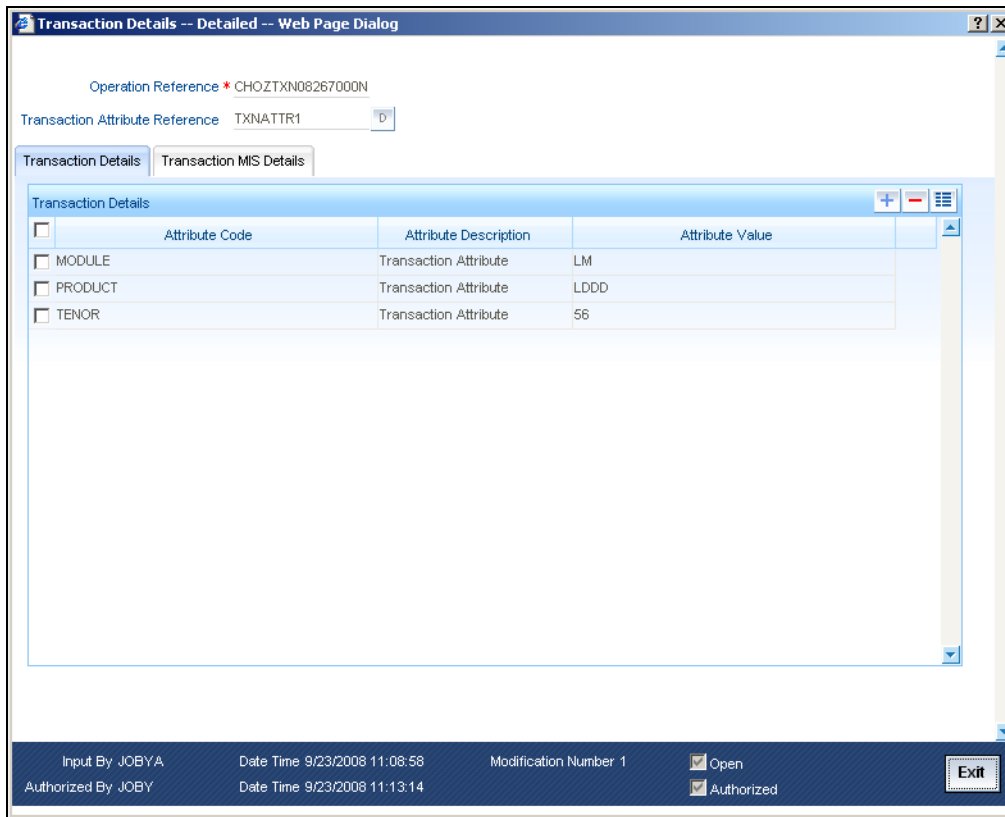 Transaction Details -- Detailed -- Web Page Dialog
Operation Reference * CHOZTXN08267000N
Transaction Attribute Reference TXNATTR1 D
Transaction Details Transaction MIS Details
Transaction Details
Attribute Code Attribute Description Attribute Value
MODULE Transaction Attribute LM
PRODUCT Transaction Attribute LDDD
TENOR Transaction Attribute 56
Input By JOBYA Date Time 9/23/2008 11:08:58 Modification Number 1 Open
Authorized By JOBY Date Time 9/23/2008 11:13:14 Authorized
Exit